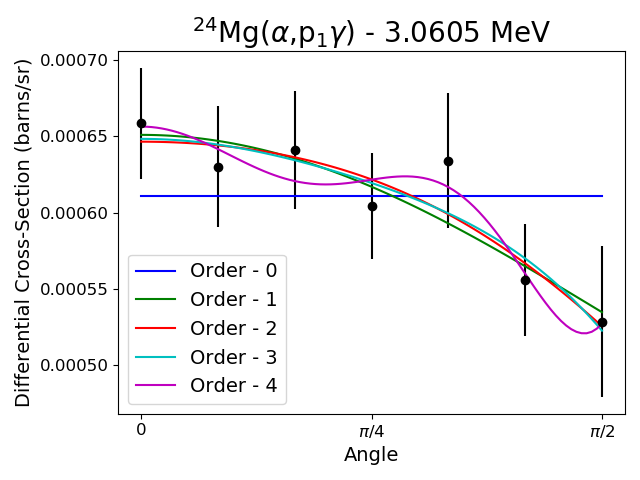 ²⁴Mg(α,p₁γ) - 3.0605 MeV
Differential Cross-Section (barns/sr)
0.00070
0.00065
0.00060
0.00055
0.00050
Order - 0
Order - 1
Order - 2
Order - 3
Order - 4
0
π/4
π/2
Angle